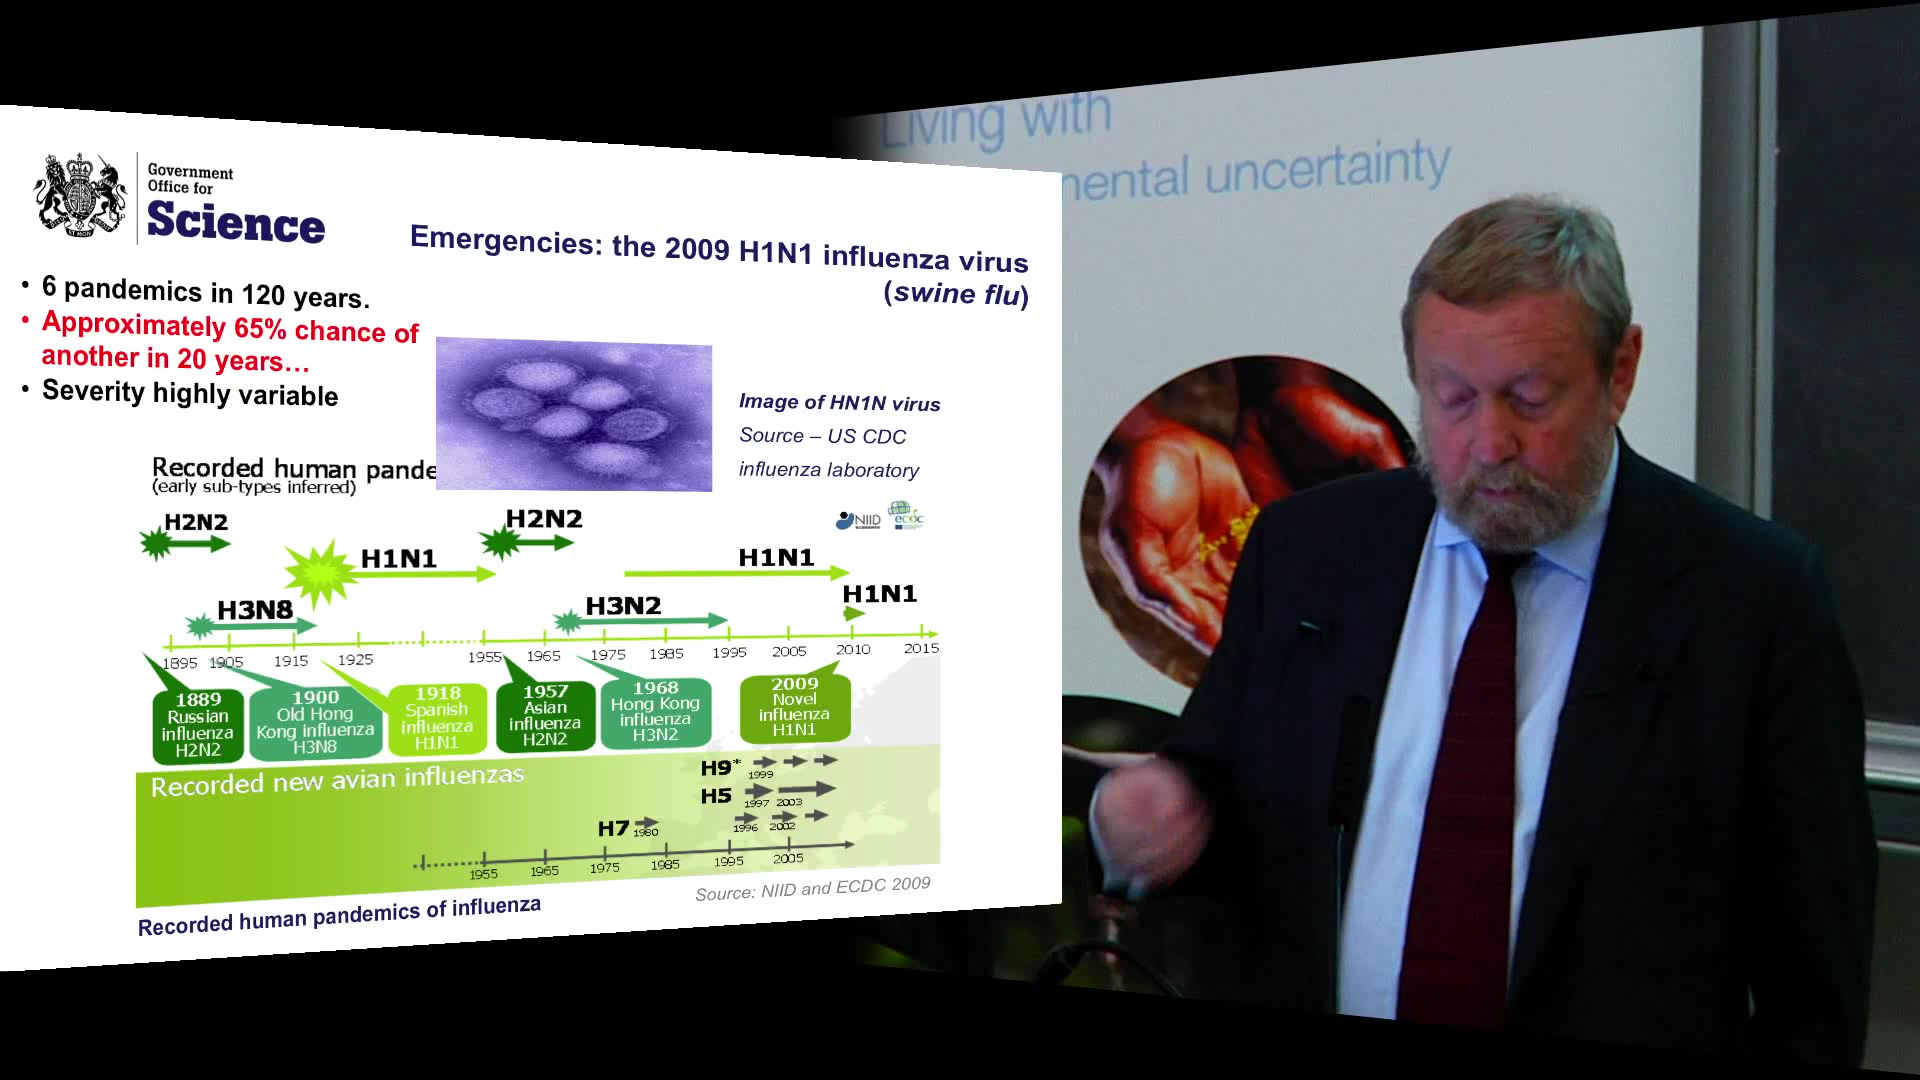 Living with
mental uncertainty
Government
Office for
Science
Emergencies: the 2009 H1N1 influenza virus
(swine flu)
• 6 pandemics in 120 years.
• Approximately 65% chance of
another in 20 years…
• Severity highly variable
Image of HN1N virus
Source – US CDC
influenza laboratory
Recorded human pande
(early sub-types inferred)
NIID
ecdc
H2N2
H2N2
H1N1
H1N1
H1N1
H3N8
H3N2
1895 1905 1915 1925 1955 1965 1975 1985 1995 2005 2010 2015
1889
Russian
influenza
H2N2
1900
Old Hong
Kong influenza
H3N8
1918
Spanish
influenza
H1N1
1957
Asian
influenza
H2N2
1968
Hong Kong
influenza
H3N2
2009
Novel
influenza
H1N1
Recorded new avian influenzas
H9*
1999
H5
1997 2003
H7
1980 1996 2002
1955 1965 1975 1985 1995 2005
Source: NIID and ECDC 2009
Recorded human pandemics of influenza